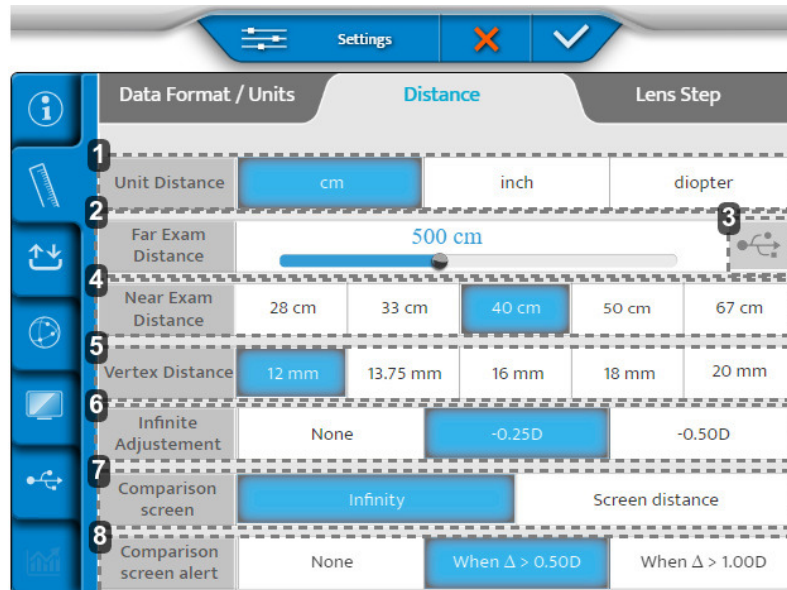 Settings
Data Format / Units Distance Lens Step
1
Unit Distance cm inch diopter
2
3
Far Exam
Distance
500 cm
4
Near Exam
Distance
28 cm 33 cm 40 cm 50 cm 67 cm
5
Vertex Distance 12 mm 13.75 mm 16 mm 18 mm 20 mm
6
Infinite
Adjustement
None -0.25D -0.50D
7
Comparison
screen
Infinity Screen distance
8
Comparison
screen alert
None When Δ > 0.50D When Δ > 1.00D